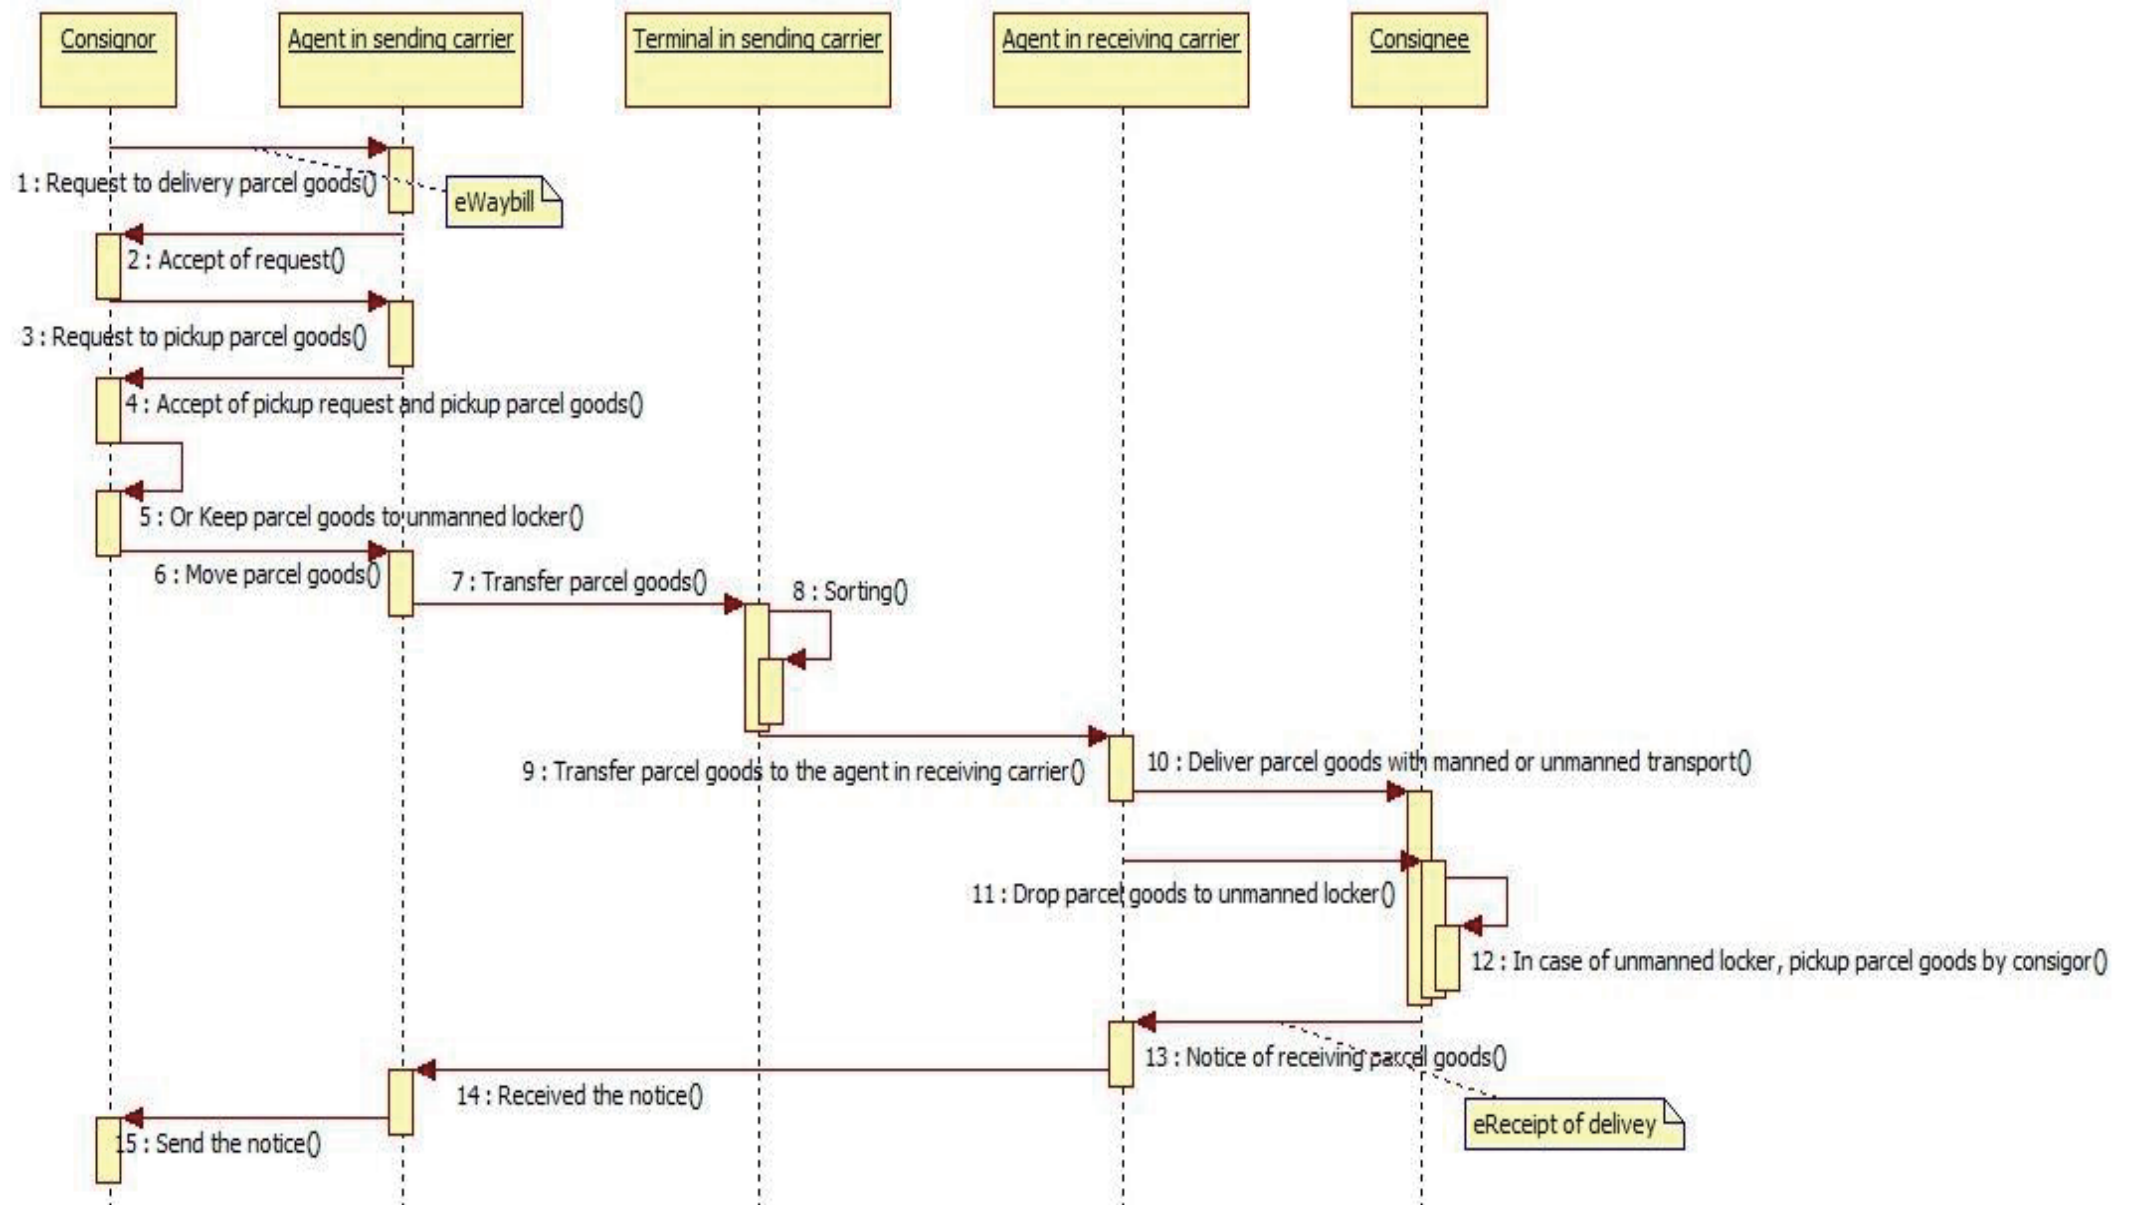 Consignor
Agent in sending carrier
Terminal in sending carrier
Agent in receiving carrier
Consignee
1 : Request to delivery parcel goods()
eWaybill
2 : Accept of request()
3 : Request to pickup parcel goods()
4 : Accept of pickup request and pickup parcel goods()
5 : Or Keep parcel goods to unmanned locker()
6 : Move parcel goods()
7 : Transfer parcel goods()
8 : Sorting()
9 : Transfer parcel goods to the agent in receiving carrier()
10 : Deliver parcel goods with manned or unmanned transport()
11 : Drop parcel goods to unmanned locker()
12 : In case of unmanned locker, pickup parcel goods by consigor()
13 : Notice of receiving parcel goods()
14 : Received the notice()
eReceipt of delivey
15 : Send the notice()